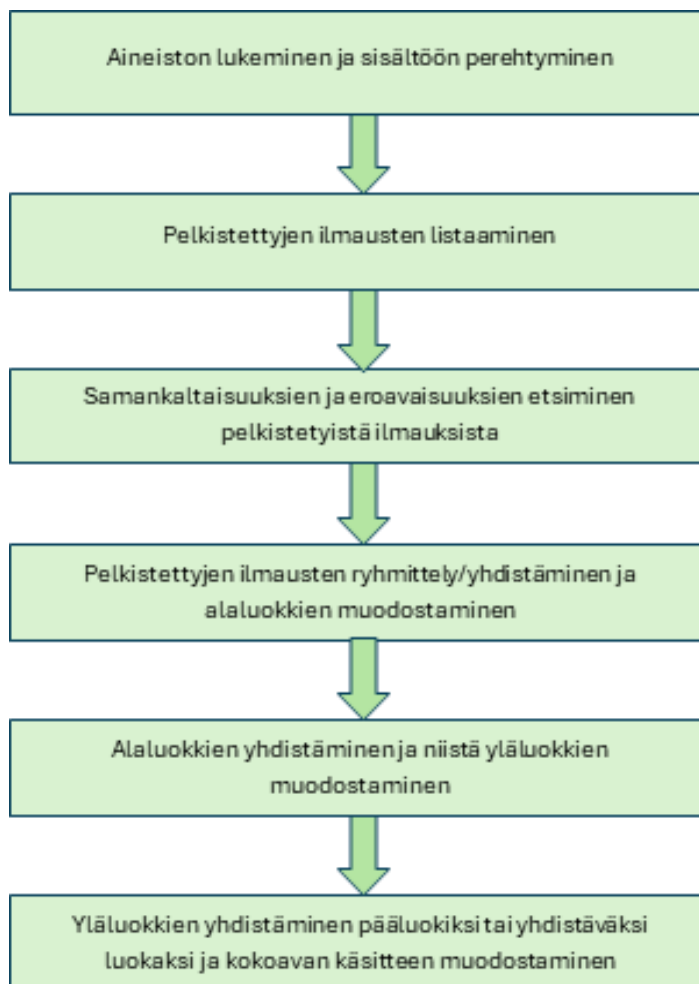 Aineiston lukeminen ja sisältöön perehtyminen
Pelkistettyjen ilmausten listaaminen
Samankaltaisuuksien ja eroavaisuuksien etsiminen
pelkistetyistä ilmauksista
Pelkistettyjen ilmausten ryhmittely/yhdistäminen ja
alaluokkien muodostaminen
Alaluokkien yhdistäminen ja niistä yläluokkien
muodostaminen
Yläluokkien yhdistäminen pääluokiksi tai yhdistäväksi
luokaksi ja kokoavan käsitteen muodostaminen